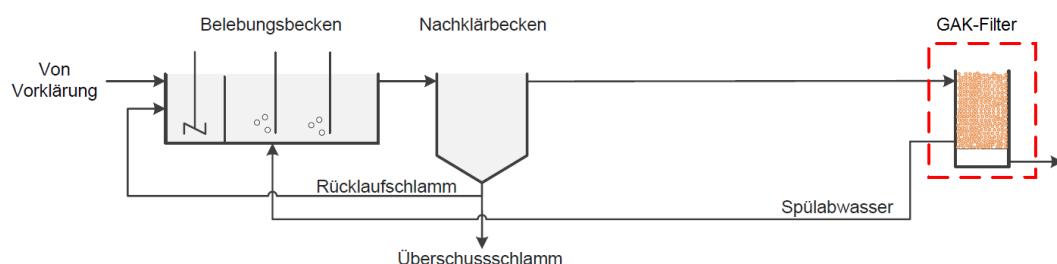 Belebungsbecken
Nachklärbecken
GAK-Filter
Von
Vorklärung
Rücklaufschlamm
Spülabwasser
Überschussschlamm